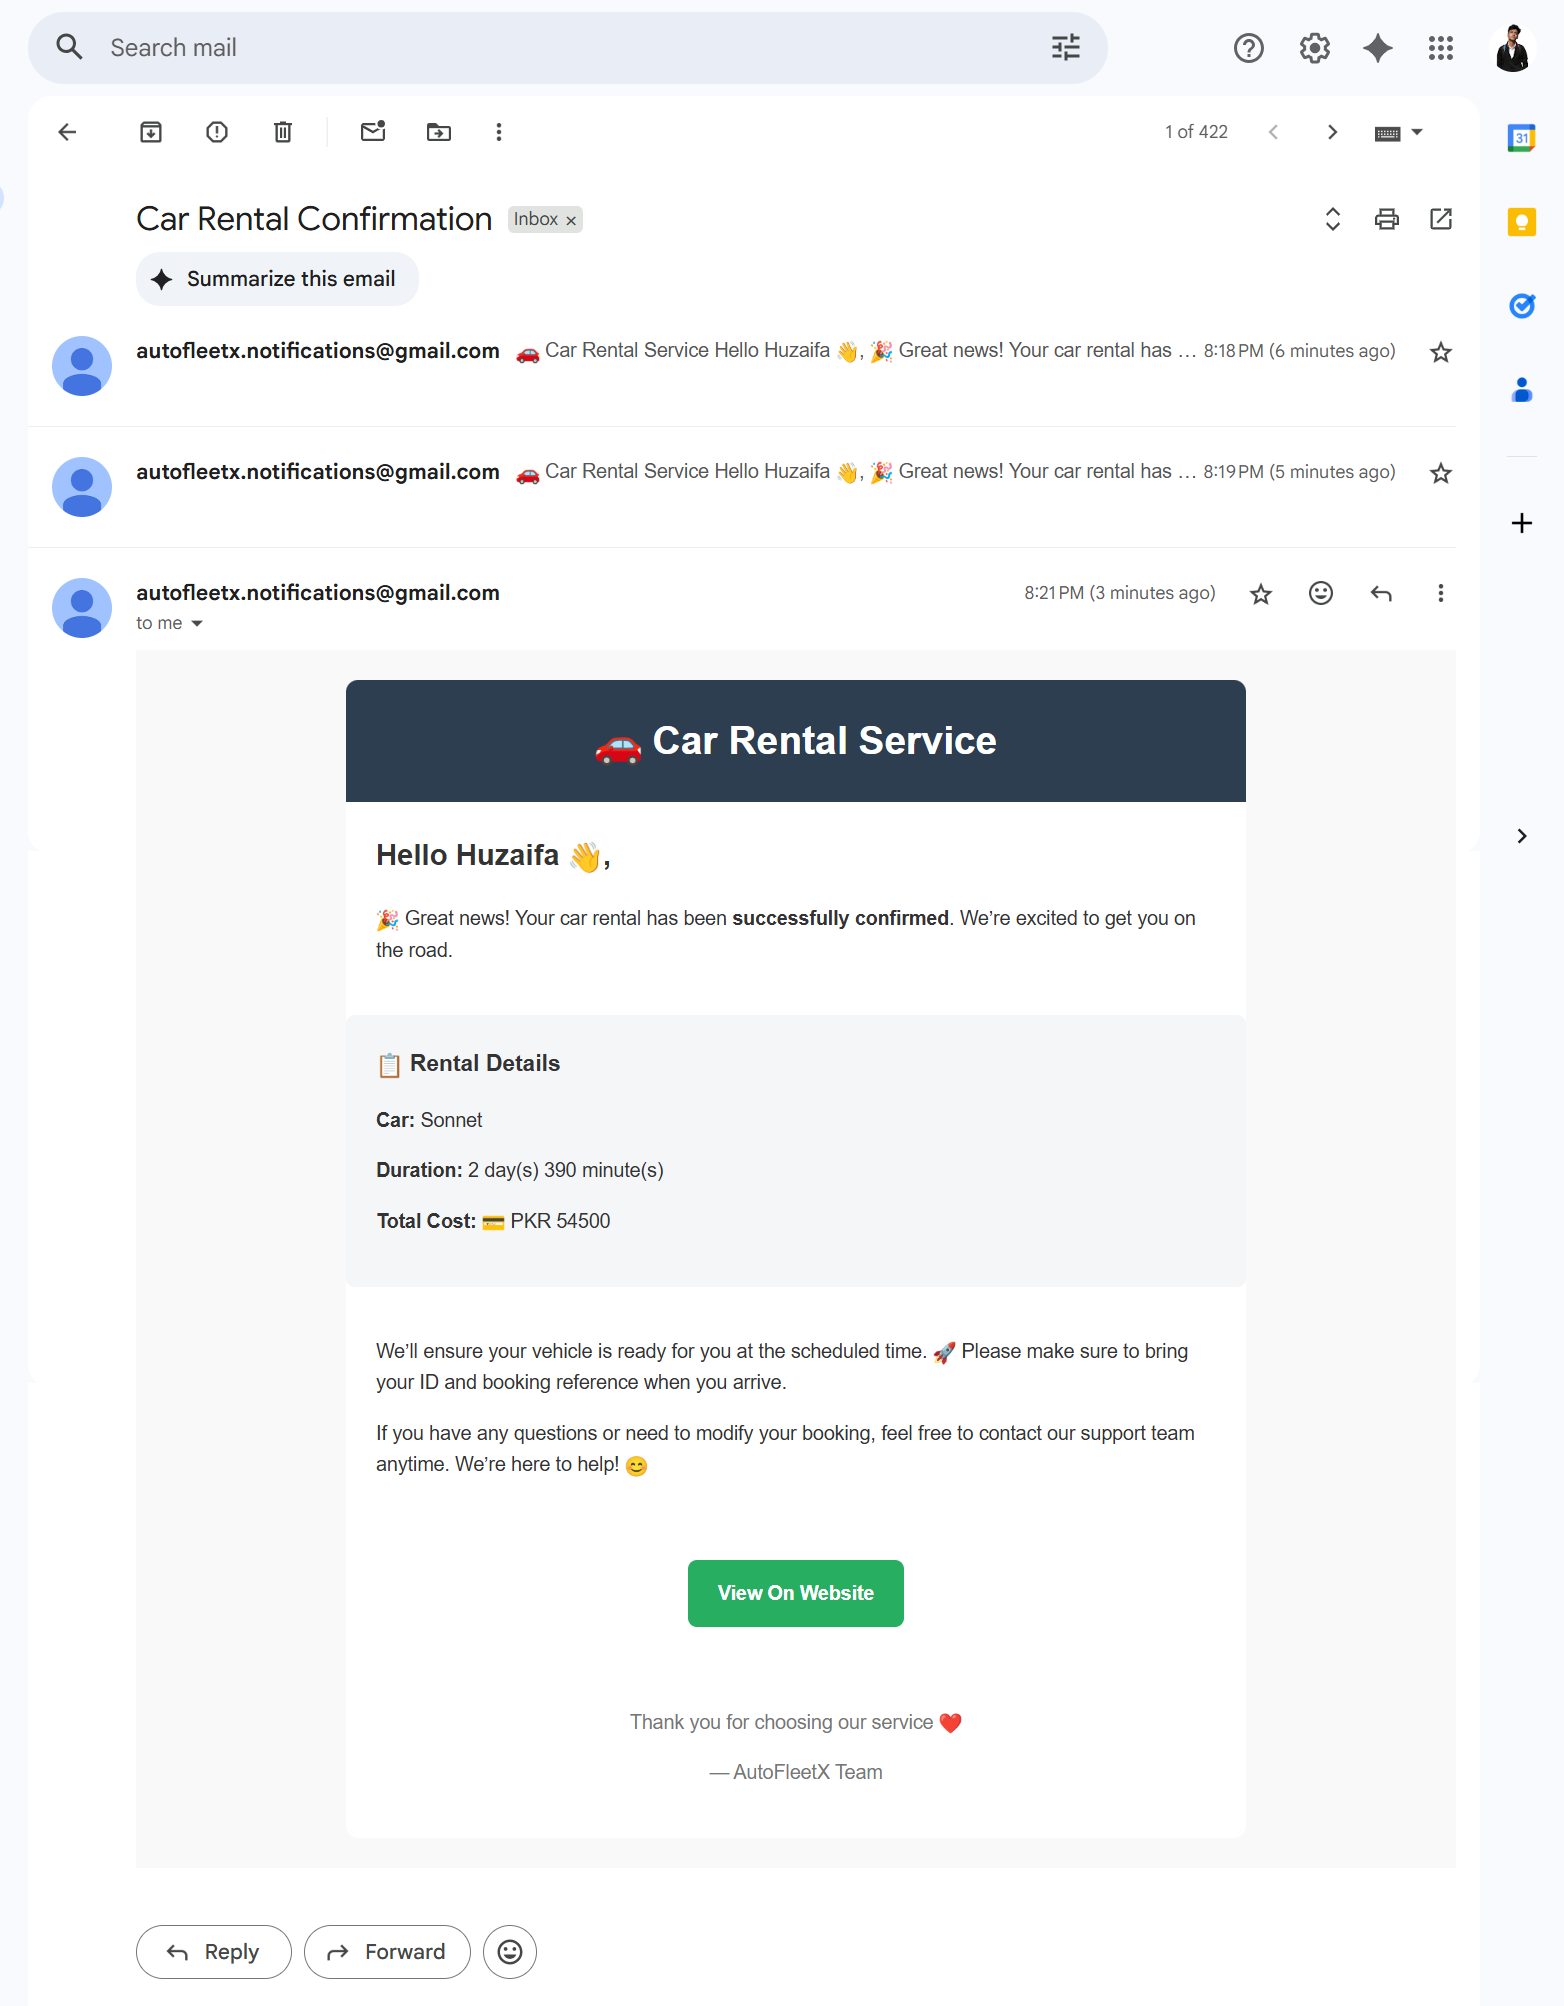 Search mail
1 of 422
Car Rental Confirmation Inbox ×
Summarize this email
autofleetx.notifications@gmail.com 🚗 Car Rental Service Hello Huzaifa 👋, 🎉 Great news! Your car rental has ... 8:18 PM (6 minutes ago)
autofleetx.notifications@gmail.com 🚗 Car Rental Service Hello Huzaifa 👋, 🎉 Great news! Your car rental has ... 8:19 PM (5 minutes ago)
autofleetx.notifications@gmail.com 8:21 PM (3 minutes ago)
to me
🚗 Car Rental Service
Hello Huzaifa 👋,
🎉 Great news! Your car rental has been successfully confirmed. We’re excited to get you on
the road.
📋 Rental Details
Car: Sonnet
Duration: 2 day(s) 390 minute(s)
Total Cost: 💳 PKR 54500
We’ll ensure your vehicle is ready for you at the scheduled time. 🚀 Please make sure to bring
your ID and booking reference when you arrive.
If you have any questions or need to modify your booking, feel free to contact our support team
anytime. We’re here to help! 😊
View On Website
Thank you for choosing our service ❤️
— AutoFleetX Team
Reply Forward
31